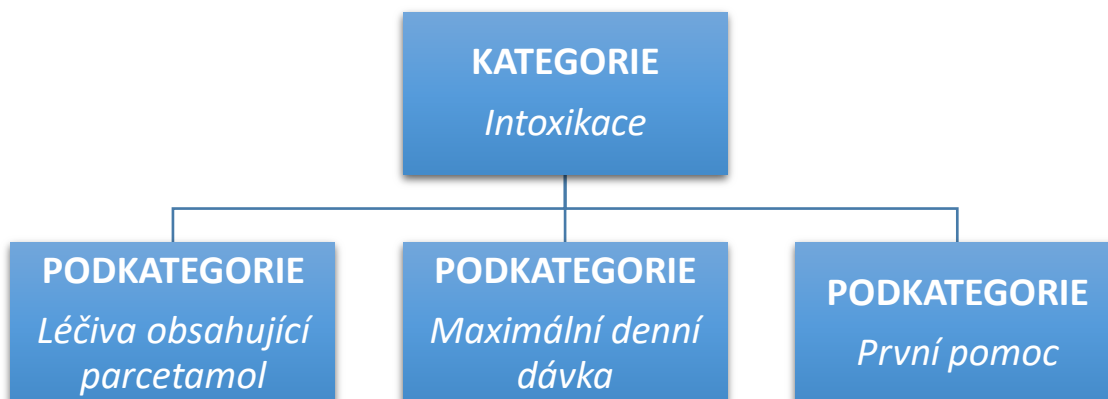 KATEGORIE
Intoxikace
PODKATEGORIE
Léčiva obsahující
parcetamol
PODKATEGORIE
Maximální denní
dávka
PODKATEGORIE
První pomoc